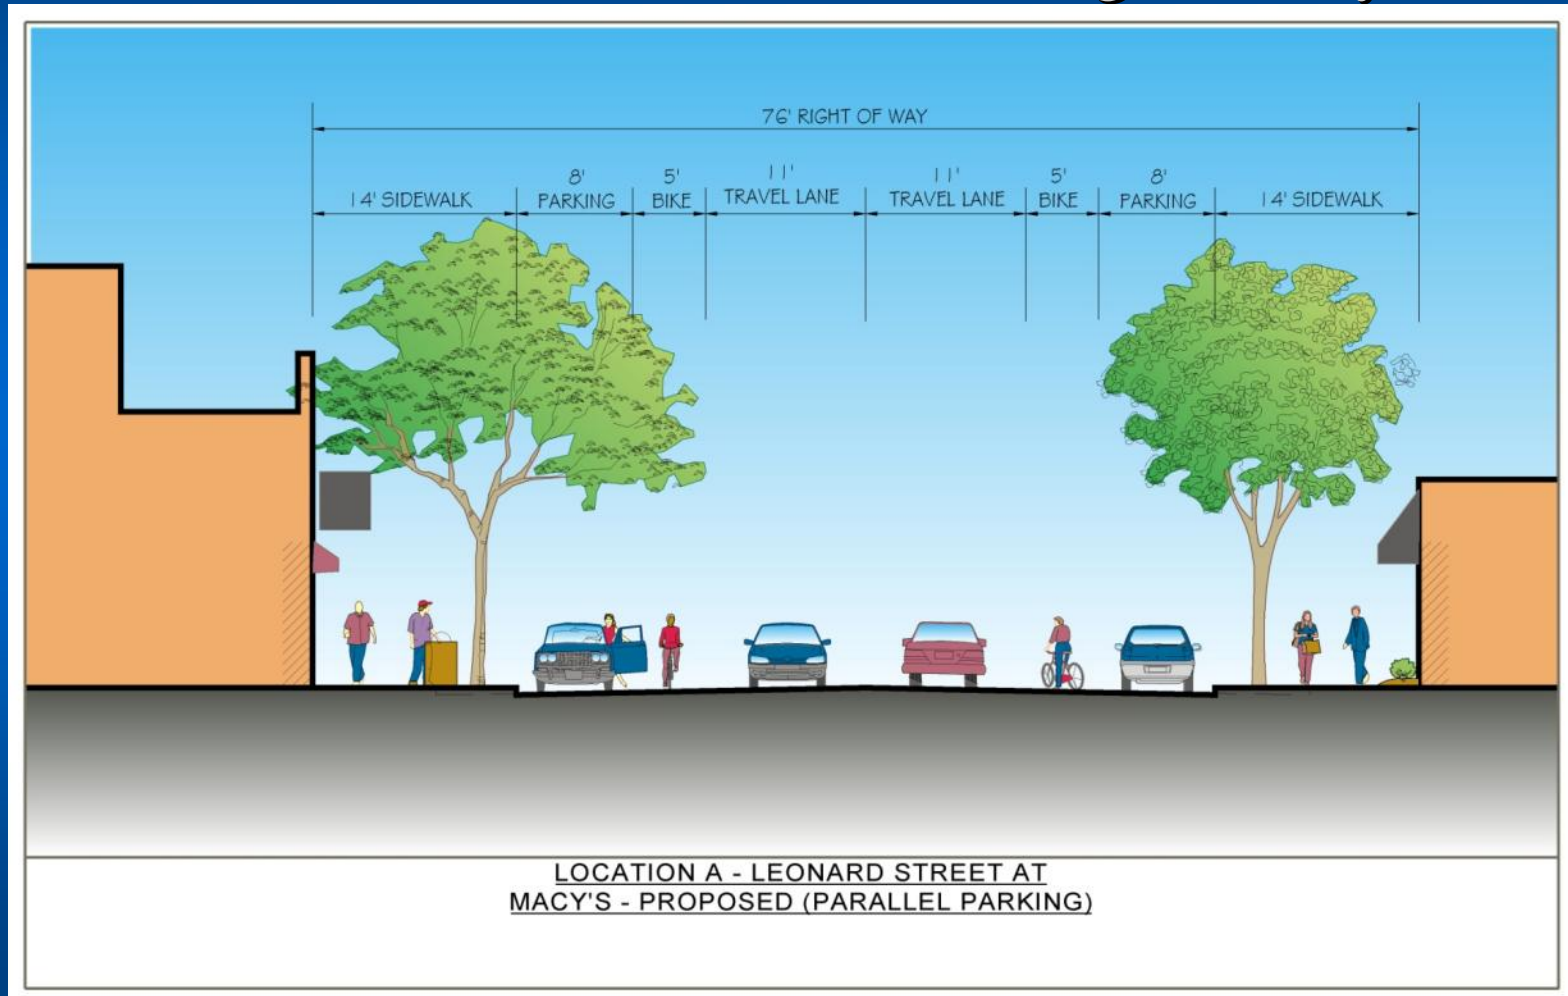 76' RIGHT OF WAY
14' SIDEWALK
8'
PARKING
5'
BIKE
11'
TRAVEL LANE
11'
TRAVEL LANE
5'
BIKE
8'
PARKING
14' SIDEWALK
LOCATION A - LEONARD STREET AT
MACY'S - PROPOSED (PARALLEL PARKING)